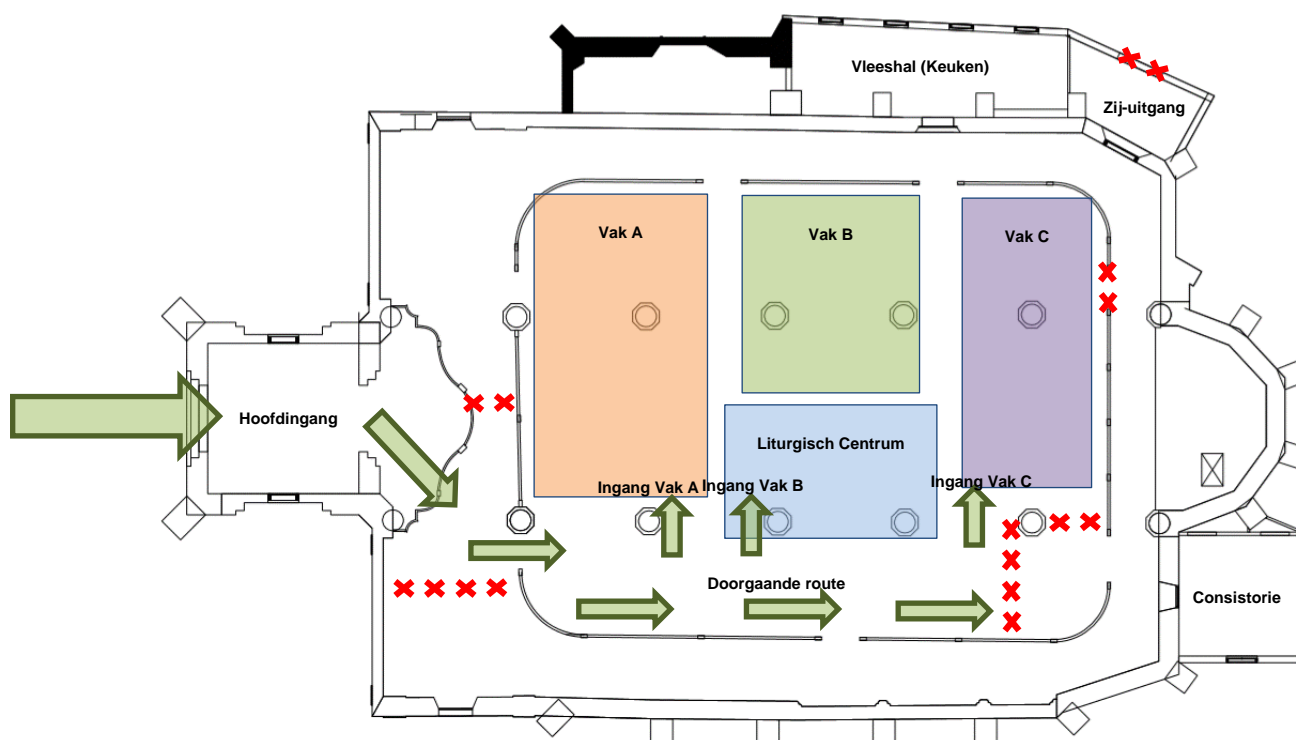 Vleeshal (Keuken)
Zij-uitgang
Vak A
Vak B
Vak C
Hoofdingang
Liturgisch Centrum
Ingang Vak A
Ingang Vak B
Ingang Vak C
Doorgaande route
Consistorie